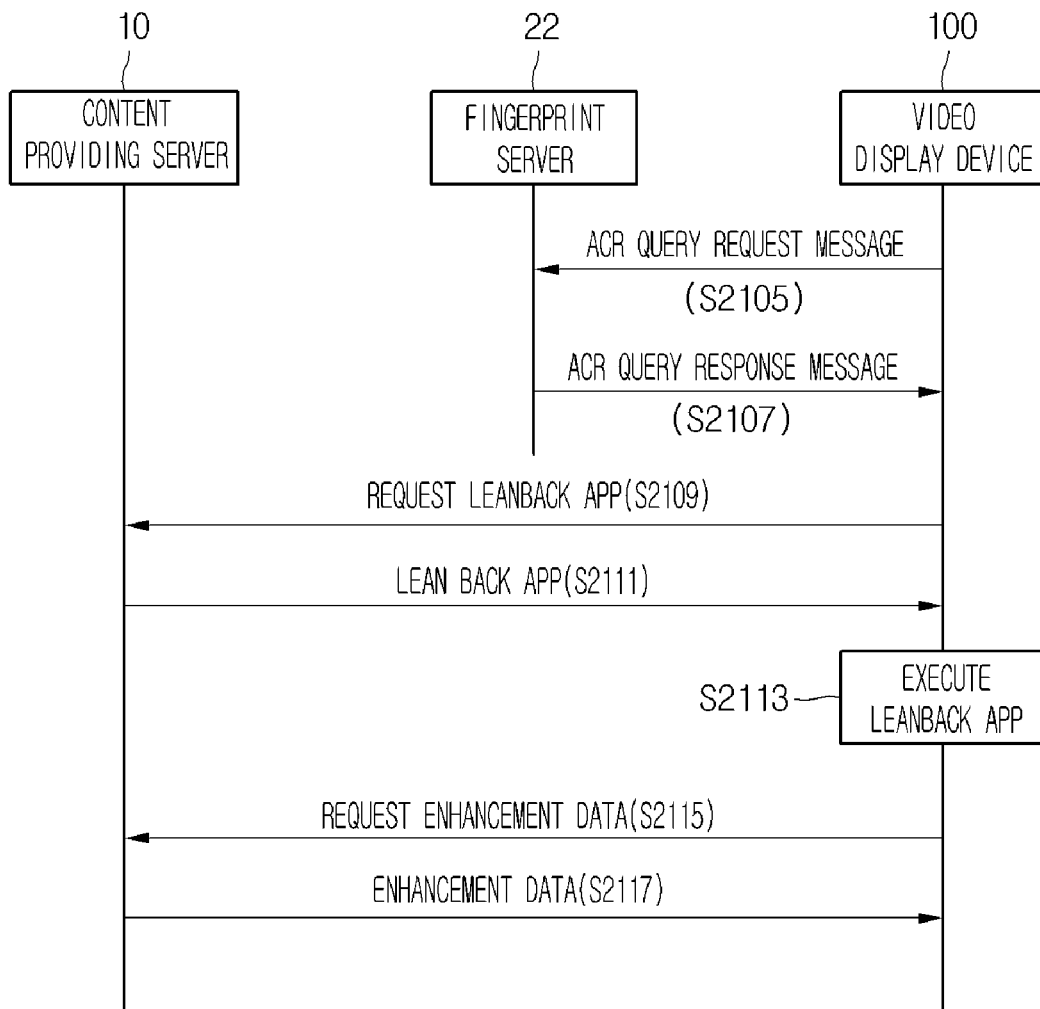 10
22
100
CONTENT
PROVIDING SERVER
FINGERPRINT
SERVER
VIDEO
DISPLAY DEVICE
ACR QUERY REQUEST MESSAGE
(S2105)
ACR QUERY RESPONSE MESSAGE
(S2107)
REQUEST LEANBACK APP(S2109)
LEAN BACK APP(S2111)
S2113
EXECUTE
LEANBACK APP
REQUEST ENHANCEMENT DATA(S2115)
ENHANCEMENT DATA(S2117)